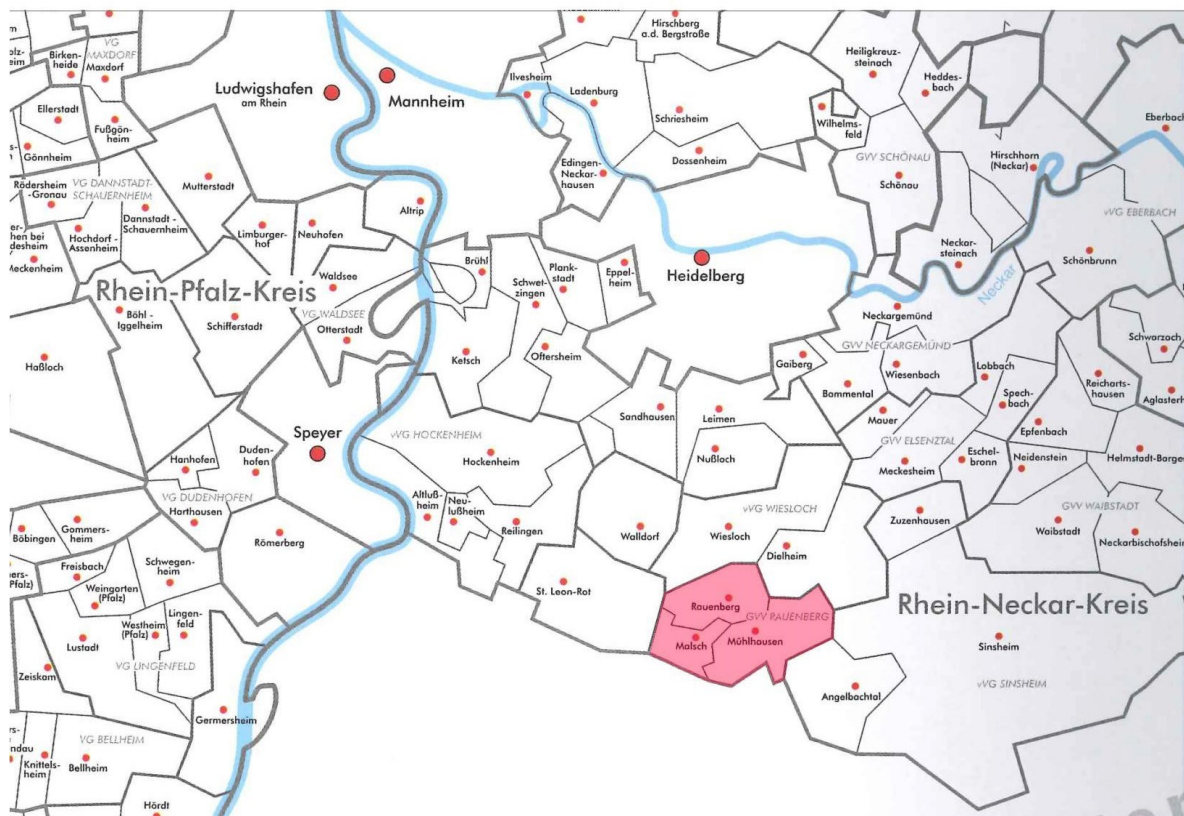 Hirschberg
a.d. Bergstraße
VG
MAXDORF
Birken-
heide
Maxdorf
Heiligkreuz-
steinach
Heddes-
bach
Ilvesheim
Ladenburg
Ludwigshafen
am Rhein
Mannheim
Ellerstadt
Fußgön-
heim
Schriesheim
Wilhelms-
feld
Eberbach
Gönnheim
Dossenheim
GVV SCHÖNAU
Schönau
Hirschhorn
(Neckar)
Edingen-
Neckar-
hausen
Rödersheim
-Gronau
VG DANNSTADT-
SCHAUERNHEIM
Mutterstadt
Altrip
vVG EBERBACH
Dannstadt -
Schauernheim
Hochdorf -
Assenheim
Limburger-
hof
Neuhofen
Meckenheim
Neckar-
steinach
Schönbrunn
Brühl
Plank-
stadt
Eppel-
heim
Heidelberg
Waldsee
Schwet-
zingen
Neckar
Rhein-Pfalz-Kreis
VG WALDSEE
Böhl -
Iggelheim
Schifferstadt
Otterstadt
Neckargemünd
GVV NECKARGEMÜND
Schwarzach
Haßloch
Ketsch
Oftersheim
Gaiberg
Wiesenbach
Lobbach
Bammental
Spech-
bach
Reicharts-
hausen
Aglasterh
Sandhausen
Leimen
Mauer
Epfenbach
Speyer
vVG HOCKENHEIM
Hockenheim
Nußloch
GVV ELSENZTAL
Meckesheim
Eschel-
bronn
Neidenstein
Helmstadt-Barge
Hanhofen
Duden-
hofen
VG DUDENHOFEN
Harthausen
Altluß-
heim
Neu-
lußheim
Reilingen
vVG WIESLOCH
Walldorf
Wiesloch
Zuzenhausen
GVV WAIBSTADT
Waibstadt
Neckarbischofshei
Böbingen
Gommers-
heim
Römerberg
Dielheim
Freisbach
Weingarten
(Pfalz)
Schwegen-
heim
St. Leon-Rot
Rauenberg
GVV RAUENBERG
Malsch
Mühlhausen
Rhein-Neckar-Kreis
Westheim
(Pfalz)
Lingen-
feld
Lustadt
Sinsheim
Zeiskam
VG LINGENFELD
vVG SINSHEIM
Angelbachtal
Germersheim
VG BELLHEIM
Knittels-
heim
Bellheim
Hördt